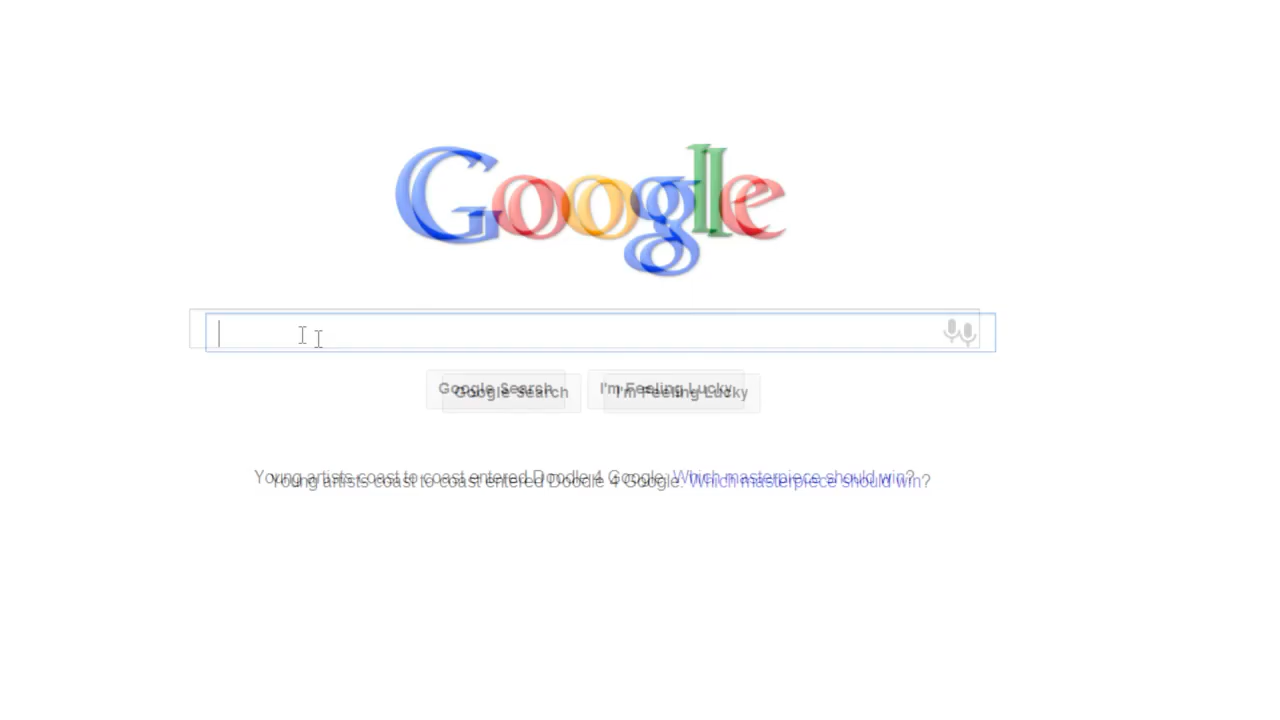 Google
Google Search I'm Feeling Lucky
Young artists coast to coast entered Doodle 4 Google. Which masterpiece should win?